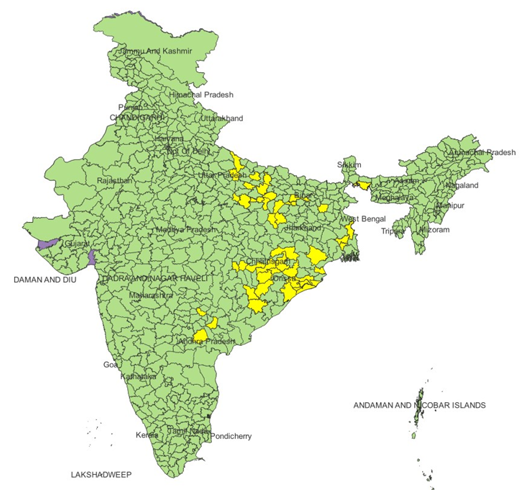 Jammu And Kashmir
Himachal Pradesh
Punjab
CHANDIGARH
Uttarakhand
Haryana
Nct Of Delhi
Sikkim
Arunachal Pradesh
Rajasthan
Uttar Pradesh
Assam
Nagaland
Bihar
Meghalaya
Manipur
West Bengal
Jharkhand
Tripura
Mizoram
Madhya Pradesh
Gujarat
Chhattisgarh
DAMAN AND DIU
DADRA AND NAGAR HAVELI
Orissa
Maharashtra
Andhra Pradesh
Goa
Karnataka
ANDAMAN AND NICOBAR ISLANDS
Kerala
Tamil Nadu
Pondicherry
LAKSHADWEEP